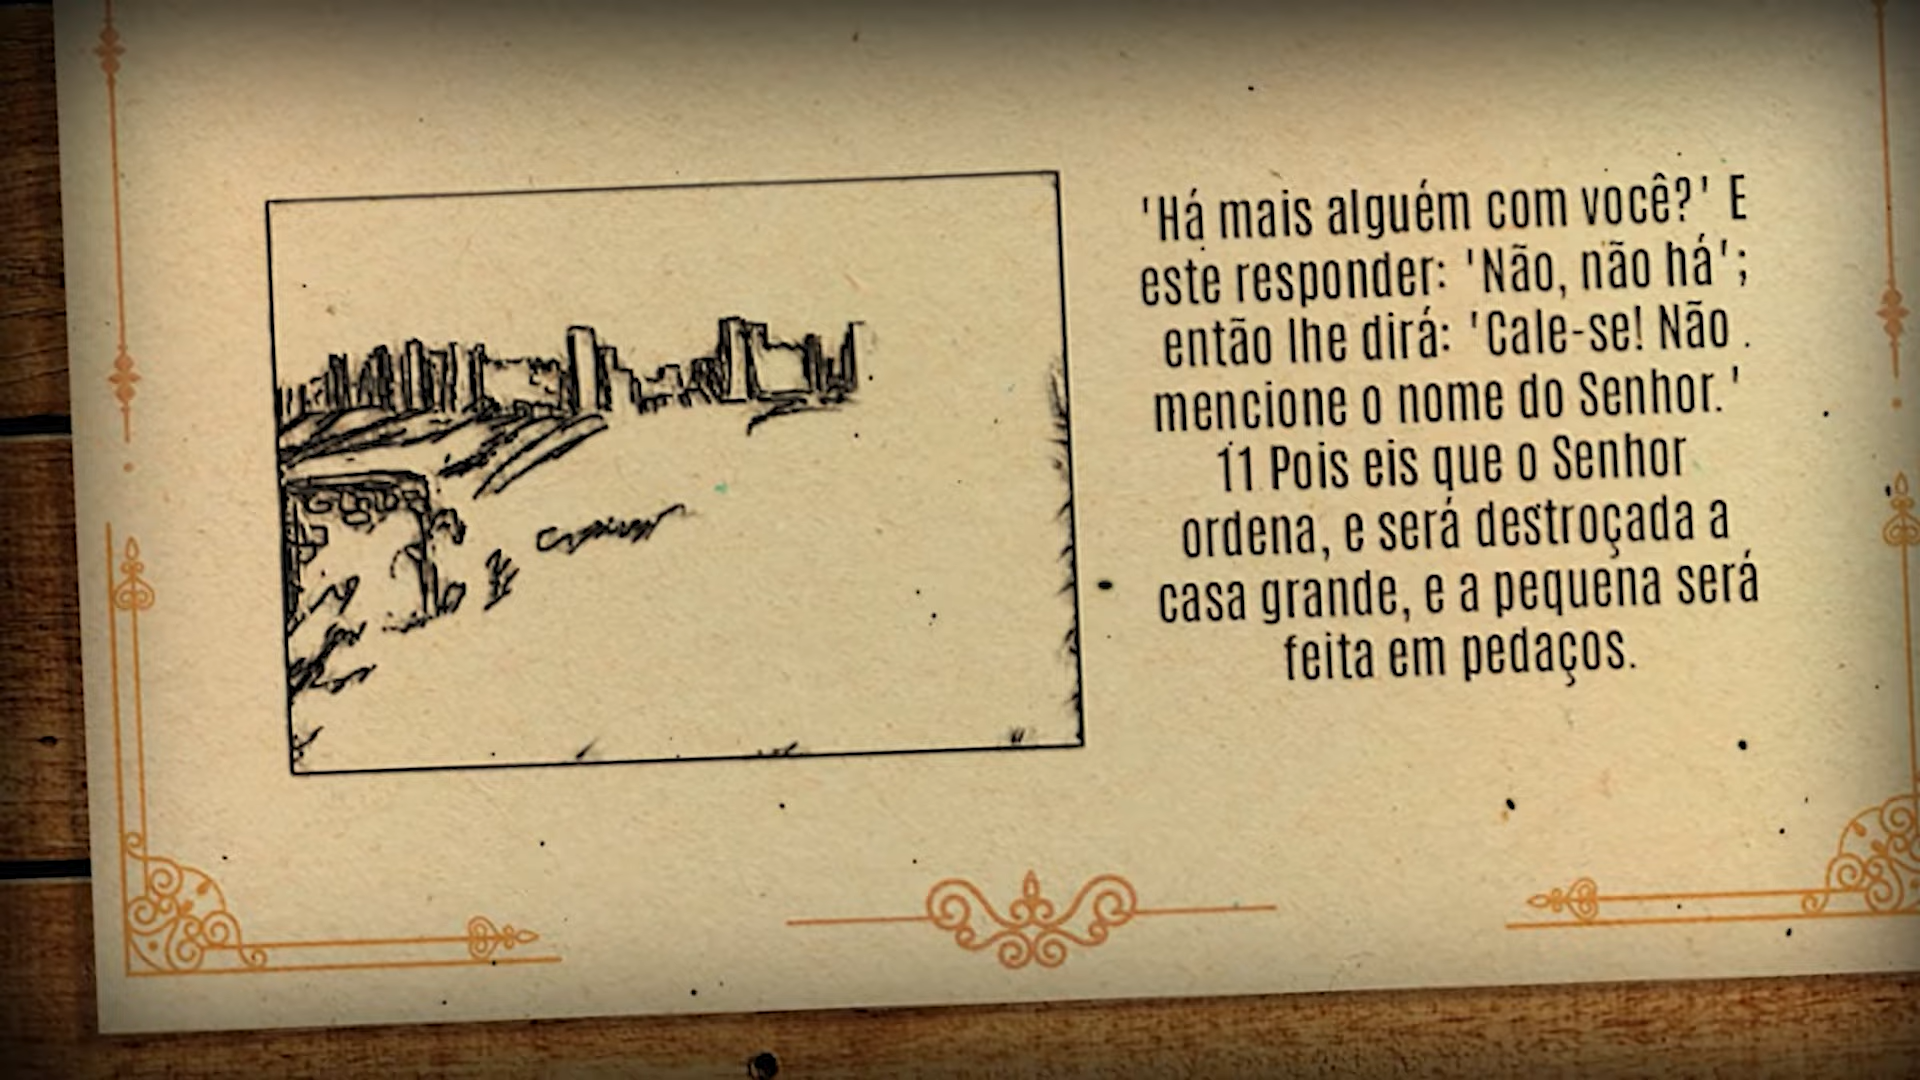 'Há mais alguém com você?' E
este responder: 'Não, não há';
então lhe dirá: 'Cale-se! Não
mencione o nome do Senhor.'
11 Pois eis que o Senhor
ordena, e será destroçada a
casa grande, e a pequena será
feita em pedaços.